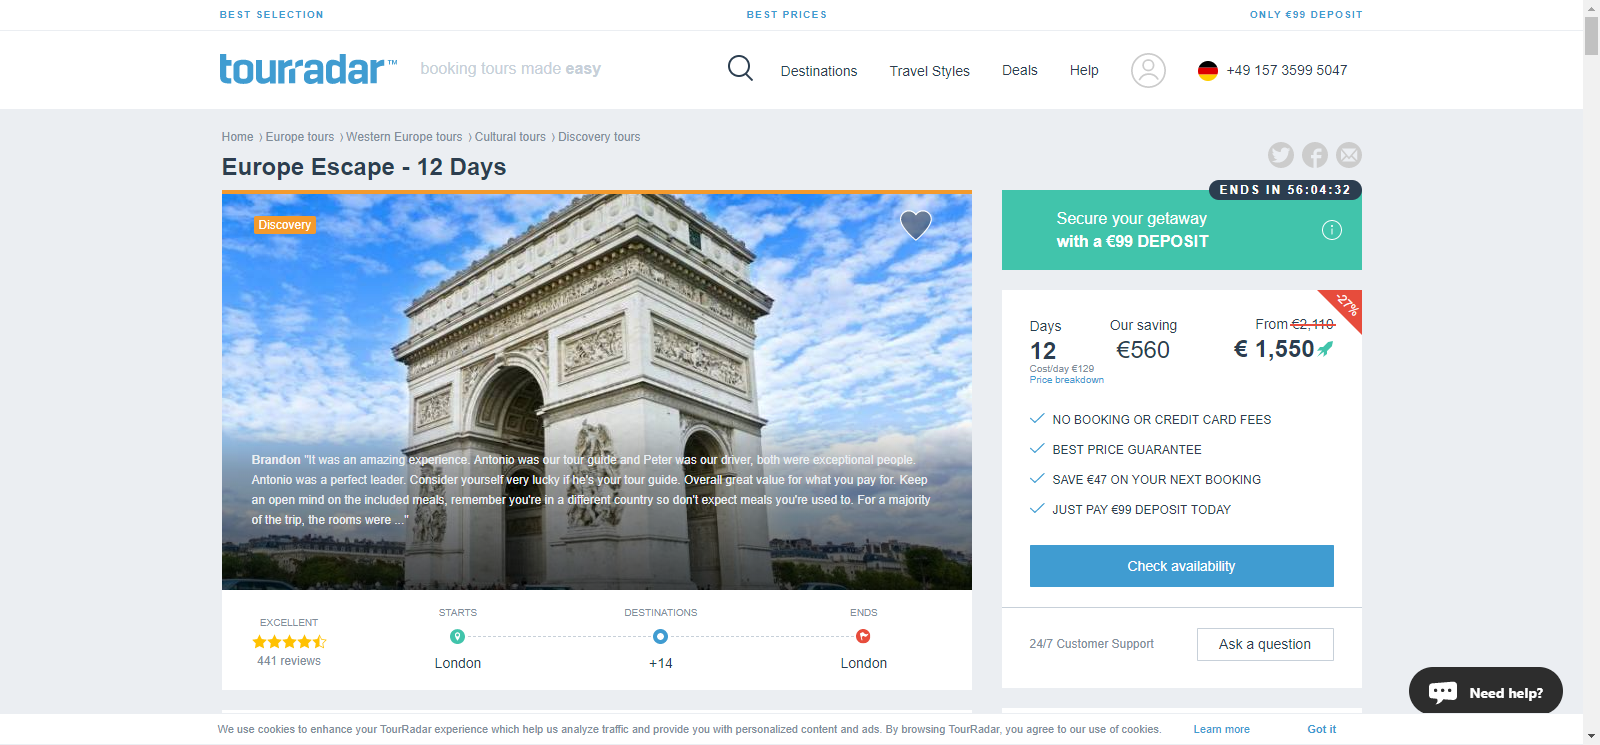 BEST SELECTION
BEST PRICES
ONLY €99 DEPOSIT
tourradar™
booking tours made easy
Destinations
Travel Styles
Deals
Help
+49 157 3599 5047
Home › Europe tours › Western Europe tours › Cultural tours › Discovery tours
Europe Escape - 12 Days
ENDS IN 56:04:32
Discovery
Secure your getaway
with a €99 DEPOSIT
-27%
Days
12
Cost/day €129
Price breakdown
Our saving
€560
From €2,110
€ 1,550
NO BOOKING OR CREDIT CARD FEES
BEST PRICE GUARANTEE
SAVE €47 ON YOUR NEXT BOOKING
JUST PAY €99 DEPOSIT TODAY
Check availability
24/7 Customer Support
Ask a question
Brandon "It was an amazing experience. Antonio was our tour guide and Peter was our driver, both were exceptional people.
Antonio was a perfect leader. Consider yourself very lucky if he's your tour guide. Overall great value for what you pay for. Keep
an open mind on the included meals, remember you're in a different country so don't expect meals you're used to. For a majority
of the trip, the rooms were ..."
EXCELLENT
441 reviews
STARTS
London
DESTINATIONS
+14
ENDS
London
Need help?
We use cookies to enhance your TourRadar experience which help us analyze traffic and provide you with personalized content and ads. By browsing TourRadar, you agree to our use of cookies.
Learn more
Got it